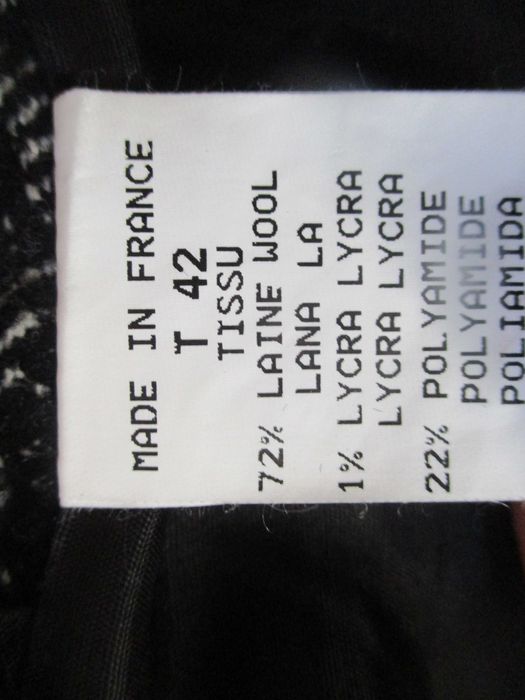 MADE IN FRANCE
T 42
TISSU
72% LAINE WOOL
LANA LA
1% LYCRA LYCRA
LYCRA LYCRA
22% POLYAMIDE
POLYAMIDE
POLIAMIDA